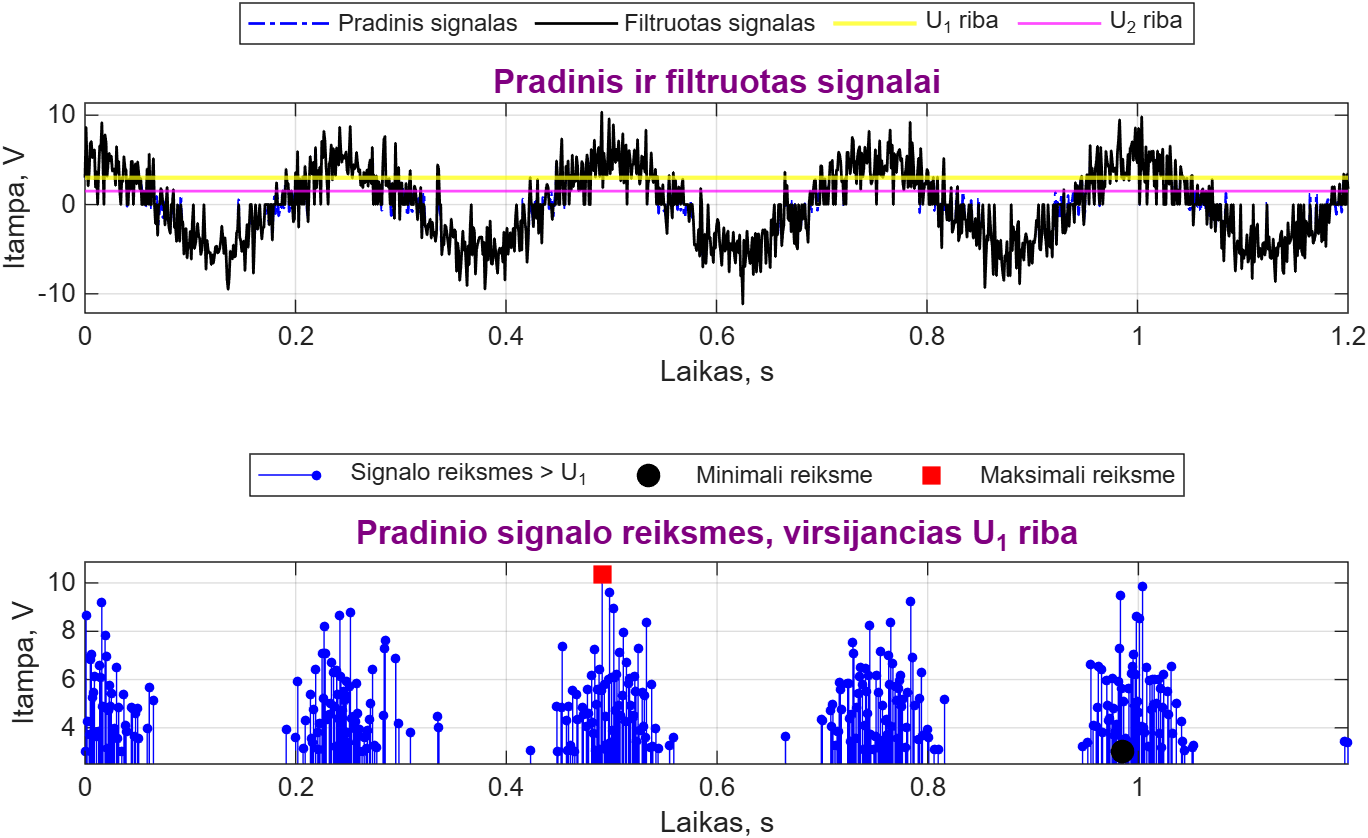 Pradinis signalas Filtruotas signalas U₁ riba U₂ riba
Pradinis ir filtruotas signalai
10
0
-10
Itampa, V
0 0.2 0.4 0.6 0.8 1 1.2
Laikas, s
Signalo reiksmes > U₁ Minimali reiksme Maksimali reiksme
Pradinio signalo reiksmes, virsijancias U₁ riba
10
8
6
4
Itampa, V
0 0.2 0.4 0.6 0.8 1
Laikas, s